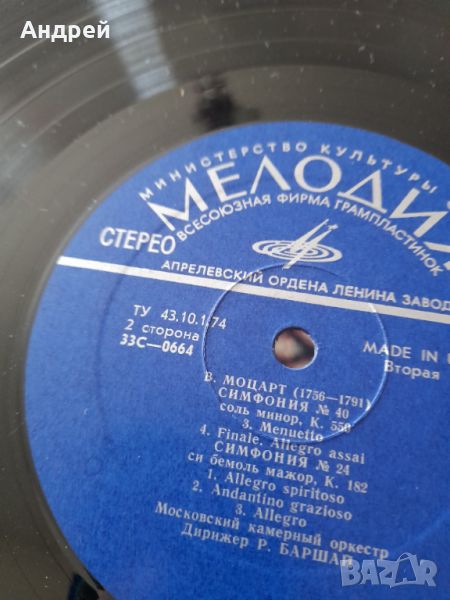 Андрей
МИНИСТЕРСТВО КУЛЬТУРЫ
МЕЛОДИЯ
ВСЕСОЮЗНАЯ ФИРМА ГРАМПЛАСТИНОК
СТЕРЕО
АПРЕЛЕВСКИЙ ОРДЕНА ЛЕНИНА ЗАВОД
ТУ 43.10.1.74
2 сторона
33С—0664
MADE IN
Вторая
В. МОЦАРТ (1756—1791)
СИМФОНИЯ № 40
соль минор, К. 550
3. Menuetto
4. Finale. Allegro assai
СИМФОНИЯ № 24
си бемоль мажор, К. 182
1. Allegro spiritoso
2. Andantino grazioso
3. Allegro
Московский камерный оркестр
Дирижер Р. БАРШАЙ
bazar.bg